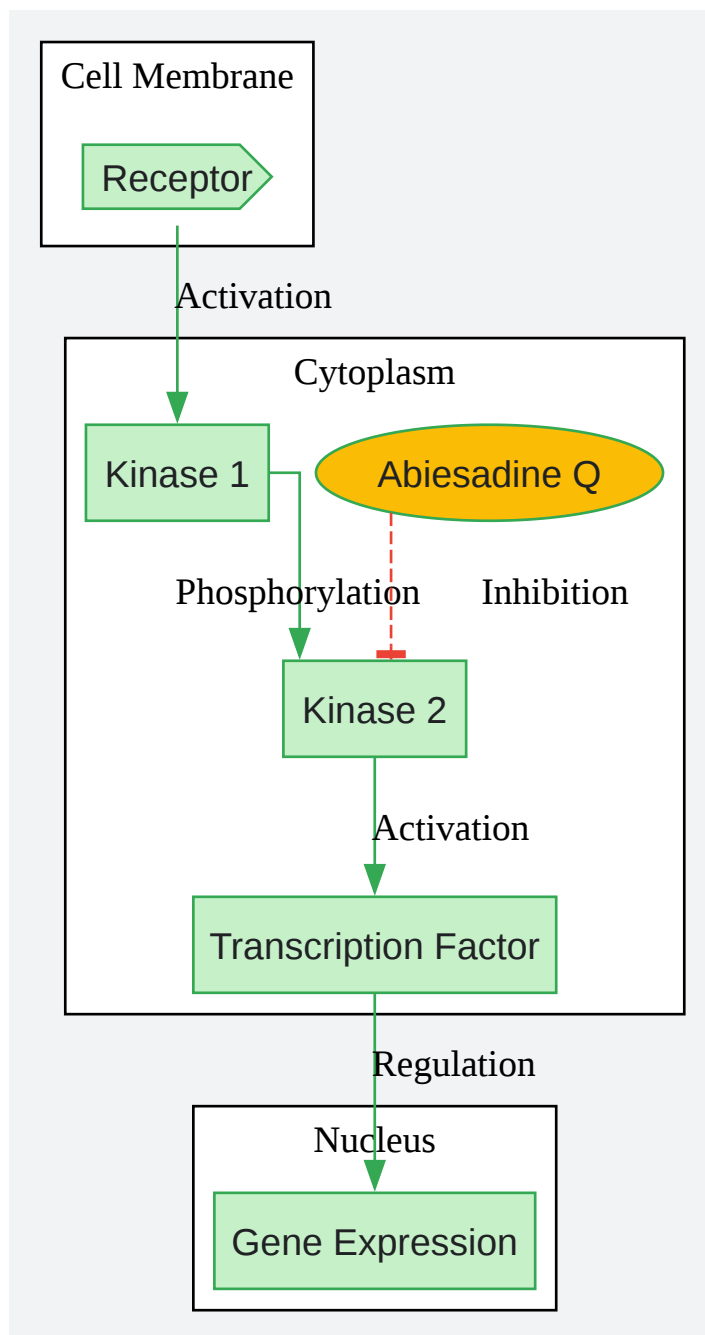 Cell Membrane
Receptor
Activation
Cytoplasm
Kinase 1
Abiesadine Q
Phosphorylation
Inhibition
Kinase 2
Activation
Transcription Factor
Regulation
Nucleus
Gene Expression